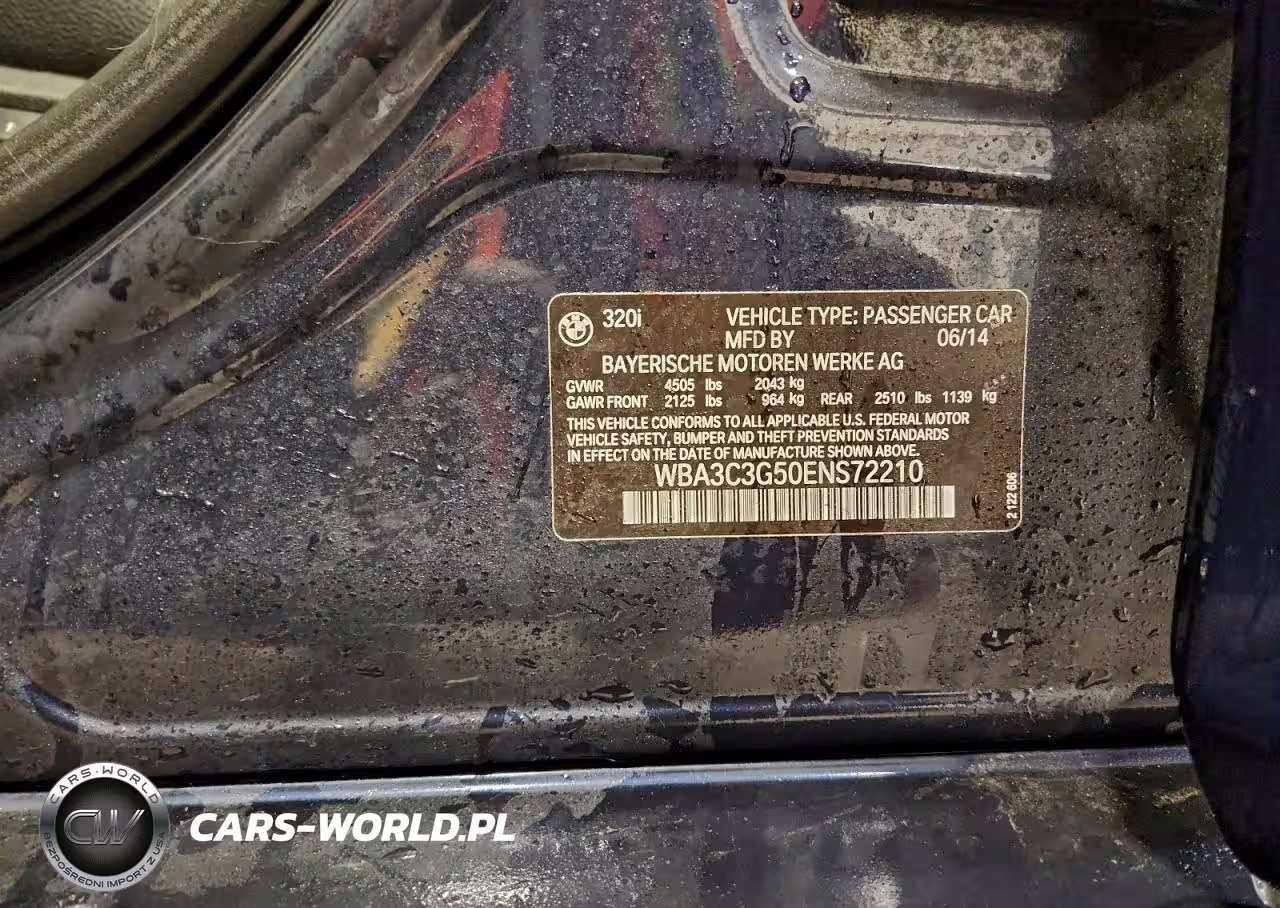 320i VEHICLE TYPE: PASSENGER CAR
MFD BY 06/14
BAYERISCHE MOTOREN WERKE AG
GVWR 4505 lbs 2043 kg
GAWR FRONT 2125 lbs 964 kg REAR 2510 lbs 1139 kg
THIS VEHICLE CONFORMS TO ALL APPLICABLE U.S. FEDERAL MOTOR
VEHICLE SAFETY, BUMPER AND THEFT PREVENTION STANDARDS
IN EFFECT ON THE DATE OF MANUFACTURE SHOWN ABOVE.
WBA3C3G50ENS72210
2 122 606
CARS-WORLD
CW
BEZPOŚREDNI IMPORT Z USA
CARS-WORLD.PL